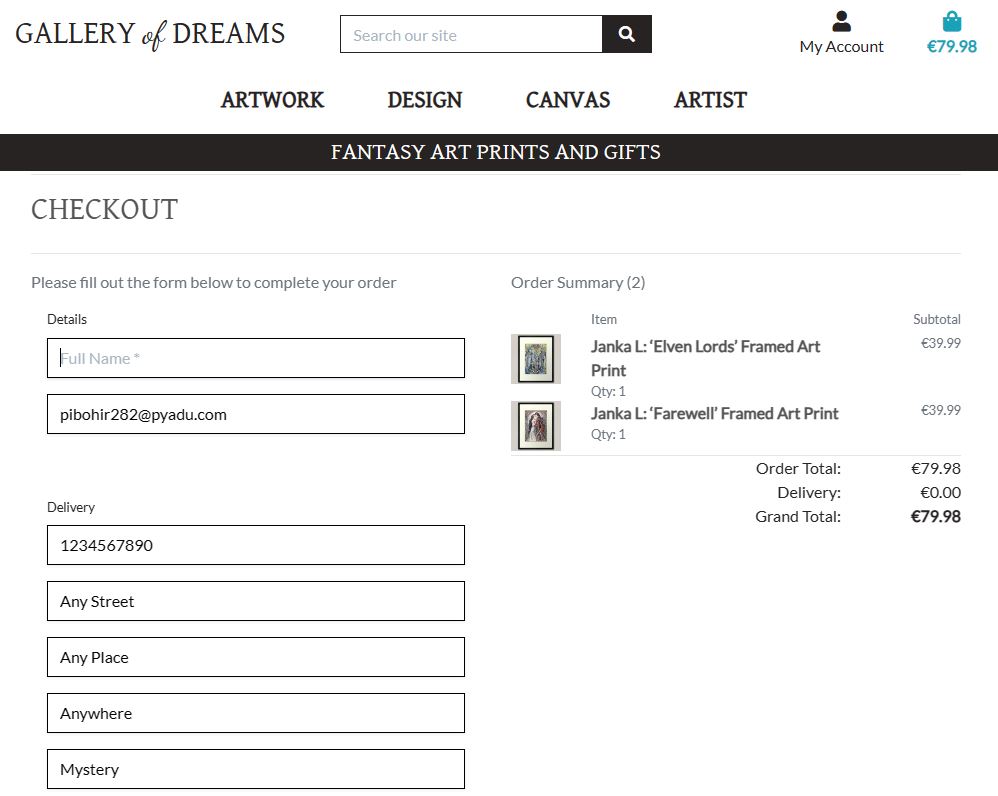 GALLERY of DREAMS
Search our site
My Account
€79.98
ARTWORK DESIGN CANVAS ARTIST
FANTASY ART PRINTS AND GIFTS
CHECKOUT
Please fill out the form below to complete your order
Details
Full Name *
pibohir282@pyadu.com
Delivery
1234567890
Any Street
Any Place
Anywhere
Mystery
Order Summary (2)
Item Subtotal
Janka L: ‘Elven Lords’ Framed Art €39.99
Print
Qty: 1
Janka L: ‘Farewell’ Framed Art Print €39.99
Qty: 1
Order Total: €79.98
Delivery: €0.00
Grand Total: €79.98